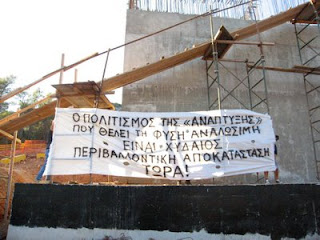 Ο ΠΟΛΙΤΙΣΜΟΣ ΤΗΣ «ΑΝΑΠΤΥΞΗΣ»
ΠΟΥ ΘΕΛΕΙ ΤΗ ΦΥΣΗ ΑΝΑΛΩΣΙΜΗ
ΕΙΝΑΙ ΧΥΔΑΙΟΣ
ΠΕΡΙΒΑΛΛΟΝΤΙΚΗ ΑΠΟΚΑΤΑΣΤΑΣΗ
ΤΩΡΑ!